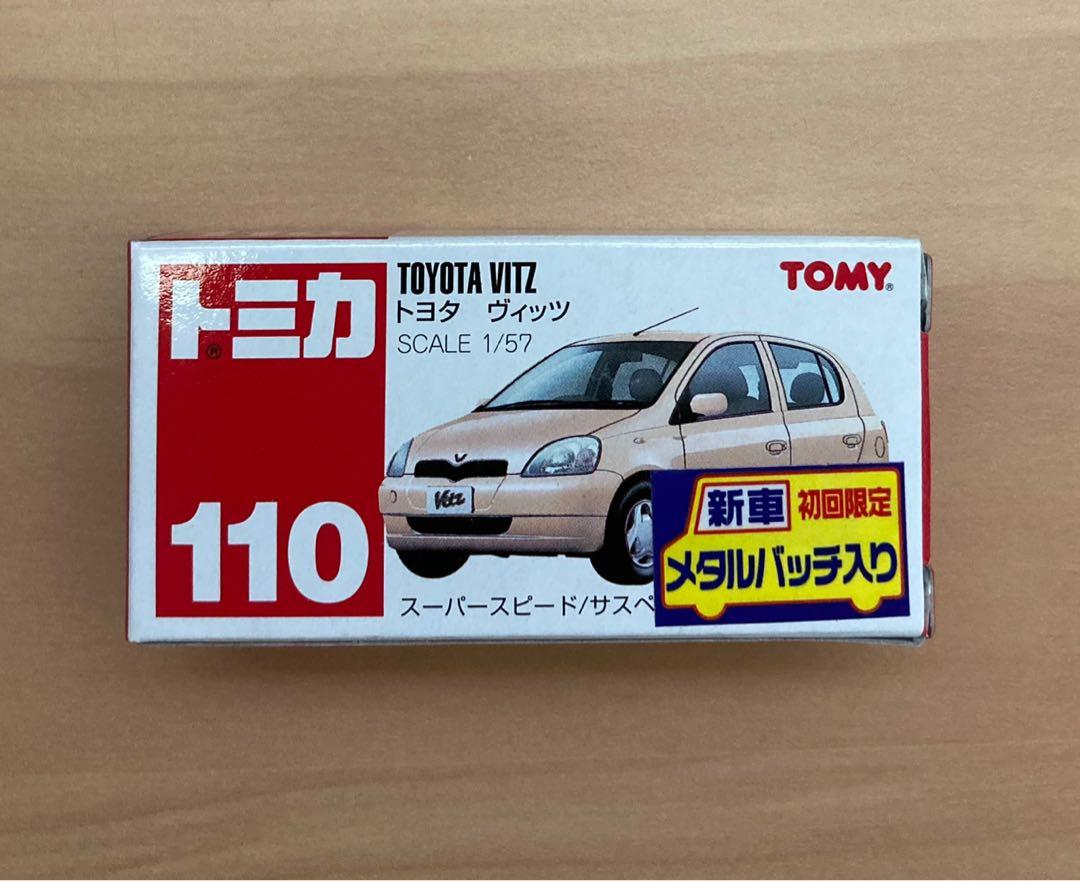 トミカ®
TOYOTA VITZ
トヨタ ヴィッツ
SCALE 1/57
TOMY®
Vitz
110
新車 初回限定
メタルバッチ入り
スーパースピード/サスペ